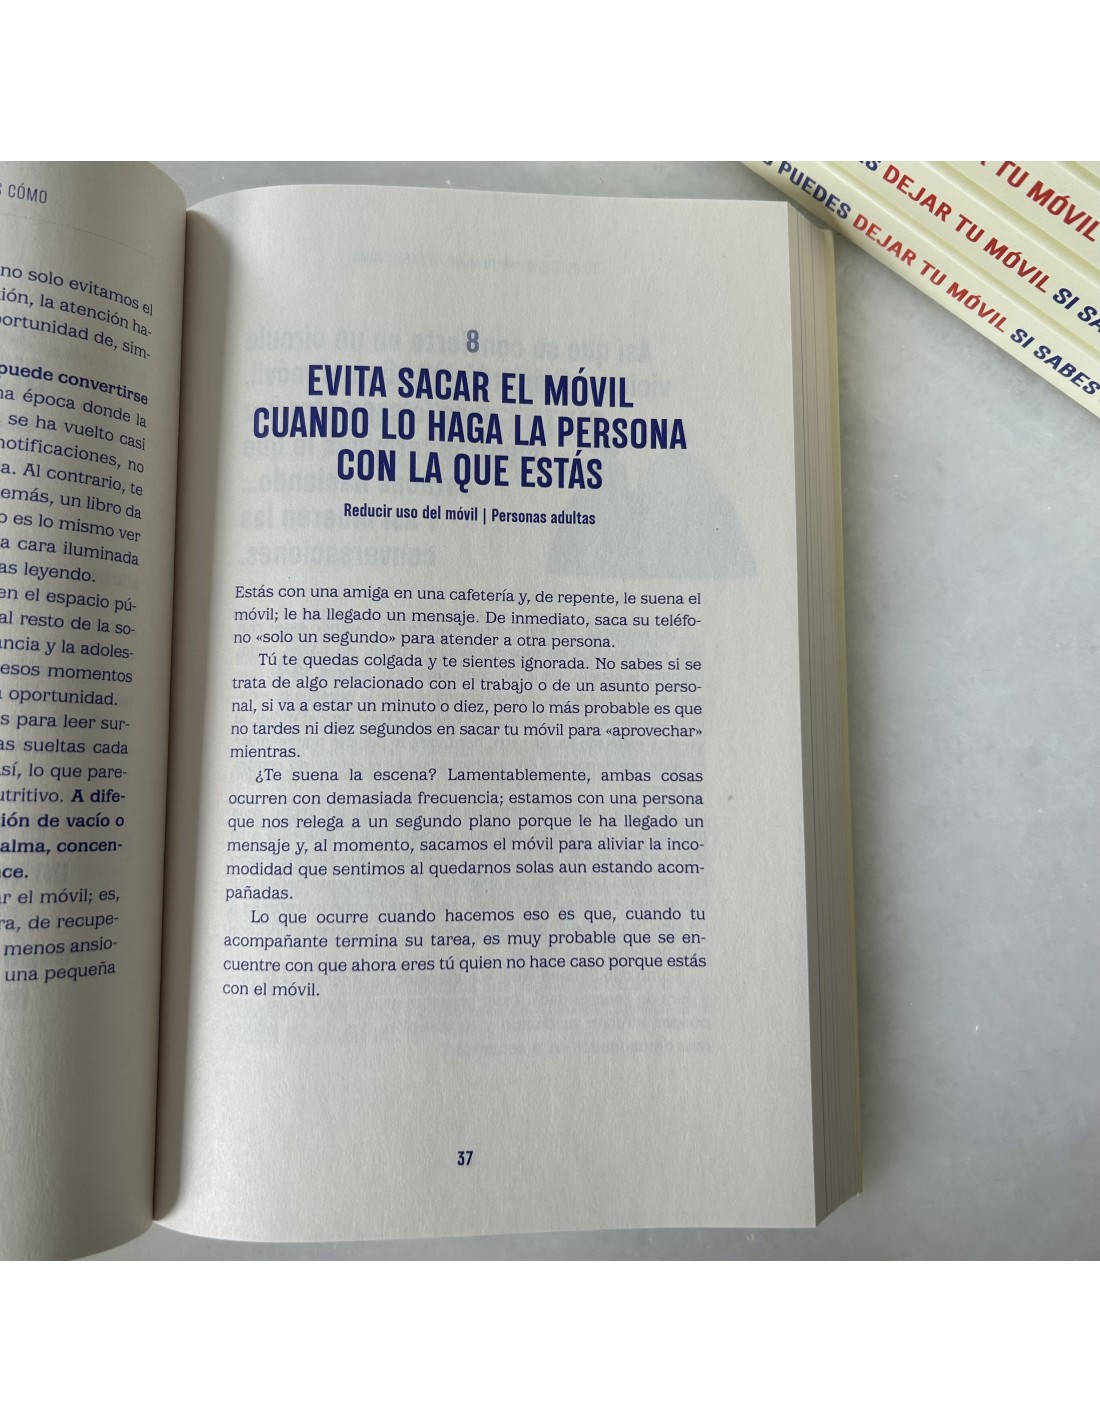 CÓMO
no solo evitamos el
ión, la atención ha-
ortunidad de, sim-
puede convertirse
na época donde la
se ha vuelto casi
notificaciones, no
a. Al contrario, te
emás, un libro da
o es lo mismo ver
a cara iluminada
as leyendo.
en el espacio pú-
al resto de la so-
ancia y la adoles-
esos momentos
a oportunidad.
s para leer sur-
as sueltas cada
sí, lo que pare-
utritivo. A dife-
ión de vacío o
alma, concen-
ce.
ar el móvil; es,
ra, de recupe-
menos ansio-
una pequeña
8
EVITA SACAR EL MÓVIL
CUANDO LO HAGA LA PERSONA
CON LA QUE ESTÁS
Reducir uso del móvil | Personas adultas
Estás con una amiga en una cafetería y, de repente, le suena el
móvil; le ha llegado un mensaje. De inmediato, saca su teléfo-
no «solo un segundo» para atender a otra persona.
Tú te quedas colgada y te sientes ignorada. No sabes si se
trata de algo relacionado con el trabajo o de un asunto perso-
nal, si va a estar un minuto o diez, pero lo más probable es que
no tardes ni diez segundos en sacar tu móvil para «aprovechar»
mientras.
¿Te suena la escena? Lamentablemente, ambas cosas
ocurren con demasiada frecuencia; estamos con una persona
que nos relega a un segundo plano porque le ha llegado un
mensaje y, al momento, sacamos el móvil para aliviar la inco-
modidad que sentimos al quedarnos solas aun estando acom-
pañadas.
Lo que ocurre cuando hacemos eso es que, cuando tu
acompañante termina su tarea, es muy probable que se en-
cuentre con que ahora eres tú quien no hace caso porque estás
con el móvil.
37
TU MÓVIL
DEJAR TU MÓVIL SI SA
PUEDES DEJAR TU MÓVIL SI SABES